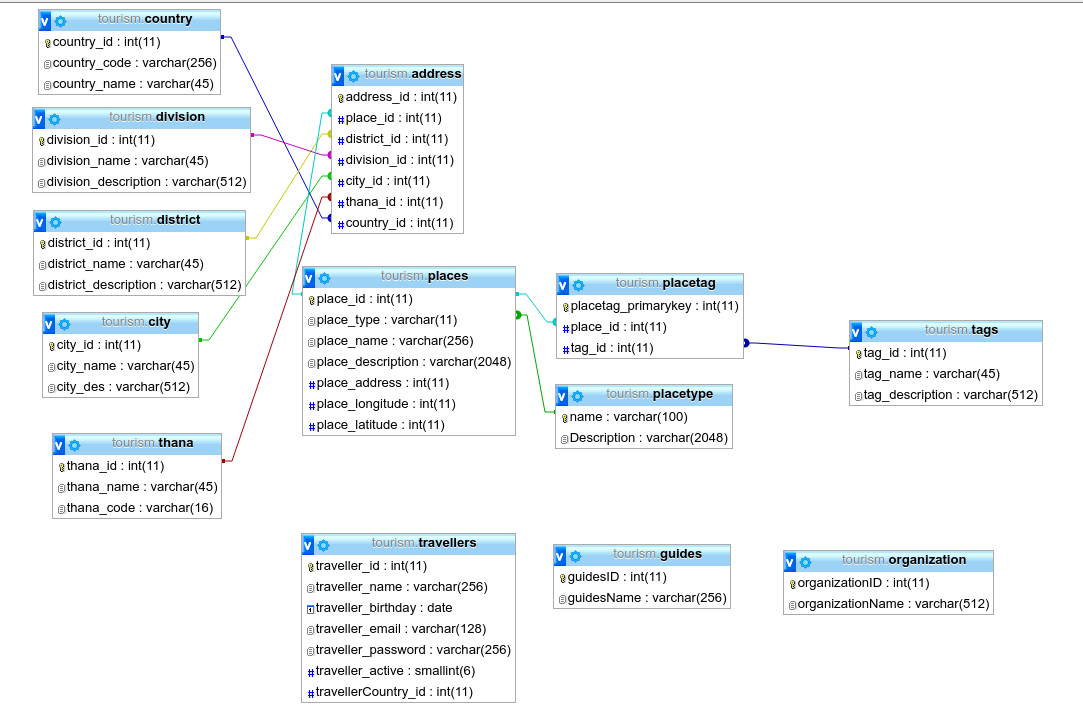 tourism.country
country_id : int(11)
country_code : varchar(256)
country_name : varchar(45)
tourism.division
division_id : int(11)
division_name : varchar(45)
division_description : varchar(512)
tourism.district
district_id : int(11)
district_name : varchar(45)
district_description : varchar(512)
tourism.city
city_id : int(11)
city_name : varchar(45)
city_des : varchar(512)
tourism.thana
thana_id : int(11)
thana_name : varchar(45)
thana_code : varchar(16)
tourism.address
address_id : int(11)
place_id : int(11)
district_id : int(11)
division_id : int(11)
city_id : int(11)
thana_id : int(11)
country_id : int(11)
tourism.places
place_id : int(11)
place_type : varchar(11)
place_name : varchar(256)
place_description : varchar(2048)
place_address : int(11)
place_longitude : int(11)
place_latitude : int(11)
tourism.placetag
placetag_primarykey : int(11)
place_id : int(11)
tag_id : int(11)
tourism.placetype
name : varchar(100)
Description : varchar(2048)
tourism.tags
tag_id : int(11)
tag_name : varchar(45)
tag_description : varchar(512)
tourism.travellers
traveller_id : int(11)
traveller_name : varchar(256)
traveller_birthday : date
traveller_email : varchar(128)
traveller_password : varchar(256)
traveller_active : smallint(6)
travellerCountry_id : int(11)
tourism.guides
guidesID : int(11)
guidesName : varchar(256)
tourism.organization
organizationID : int(11)
organizationName : varchar(512)